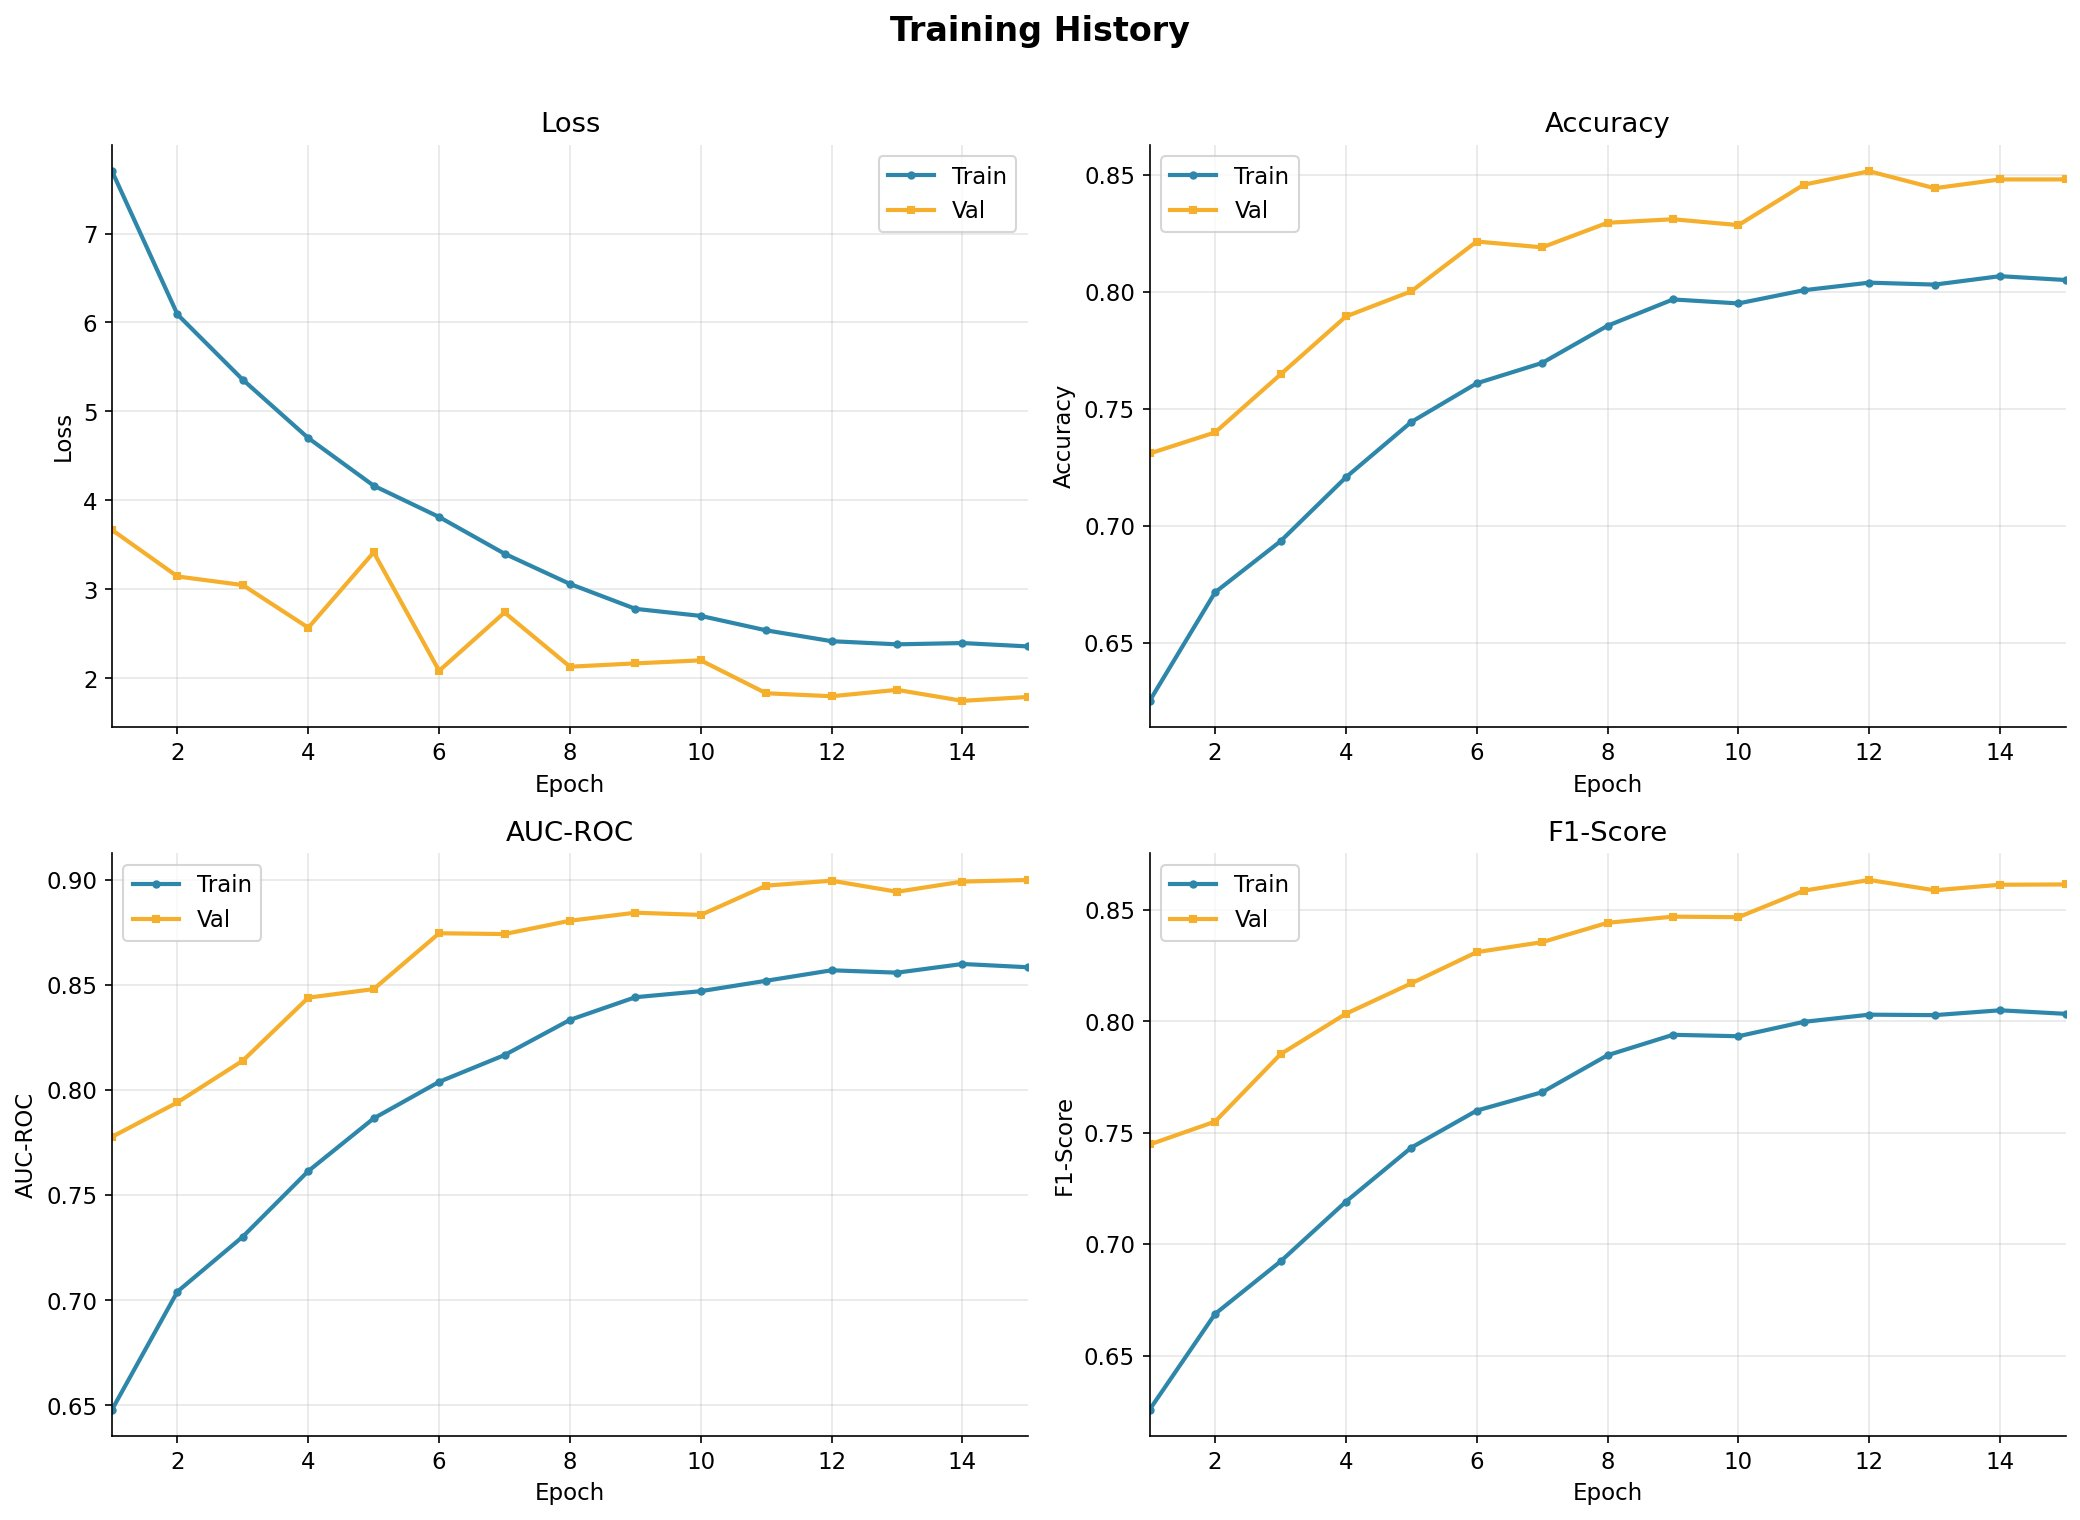 Training History
Loss
Train
Val
Loss
7
6
5
4
3
2
2 4 6 8 10 12 14
Epoch
Accuracy
Train
Val
Accuracy
0.85
0.80
0.75
0.70
0.65
2 4 6 8 10 12 14
Epoch
AUC-ROC
Train
Val
AUC-ROC
0.90
0.85
0.80
0.75
0.70
0.65
2 4 6 8 10 12 14
Epoch
F1-Score
Train
Val
F1-Score
0.85
0.80
0.75
0.70
0.65
2 4 6 8 10 12 14
Epoch